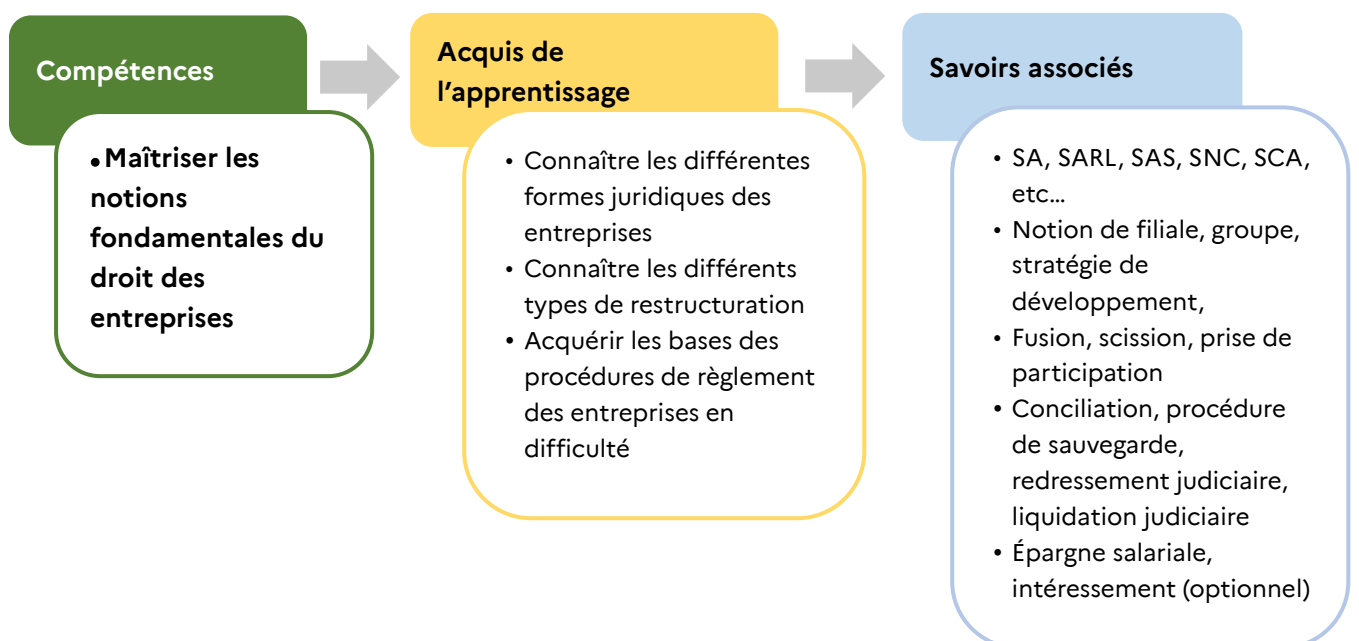 Compétences
• Maîtriser les
notions
fondamentales du
droit des
entreprises
Acquis de
l'apprentissage
• Connaître les différentes
formes juridiques des
entreprises
• Connaître les différents
types de restructuration
• Acquérir les bases des
procédures de règlement
des entreprises en
difficulté
Savoirs associés
• SA, SARL, SAS, SNC, SCA,
etc…
• Notion de filiale, groupe,
stratégie de
développement,
• Fusion, scission, prise de
participation
• Conciliation, procédure
de sauvegarde,
redressement judiciaire,
liquidation judiciaire
• Épargne salariale,
intéressement (optionnel)